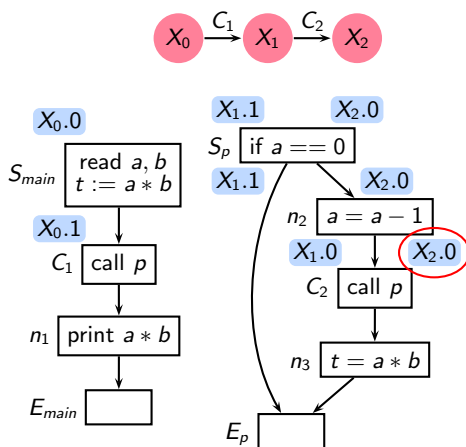 C1 C2
X0 X1 X2
X0.0 X1.1 X2.0
Smain read a, b
t := a ∗ b
Sp if a == 0
X1.1 X2.0
X0.1
n2 a = a − 1
X1.0 X2.0
C1 call p
C2 call p
n1 print a ∗ b
n3 t = a ∗ b
Emain
Ep